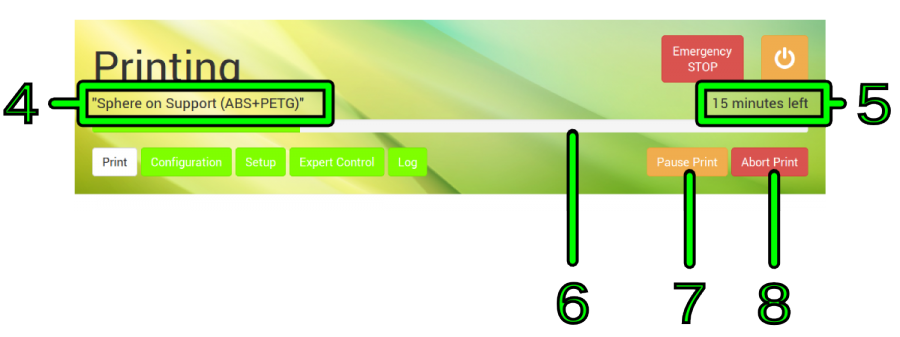 Printing
Emergency
STOP
4
"Sphere on Support (ABS+PETG)"
15 minutes left
5
Print
Configuration
Setup
Expert Control
Log
Pause Print
Abort Print
6
7
8